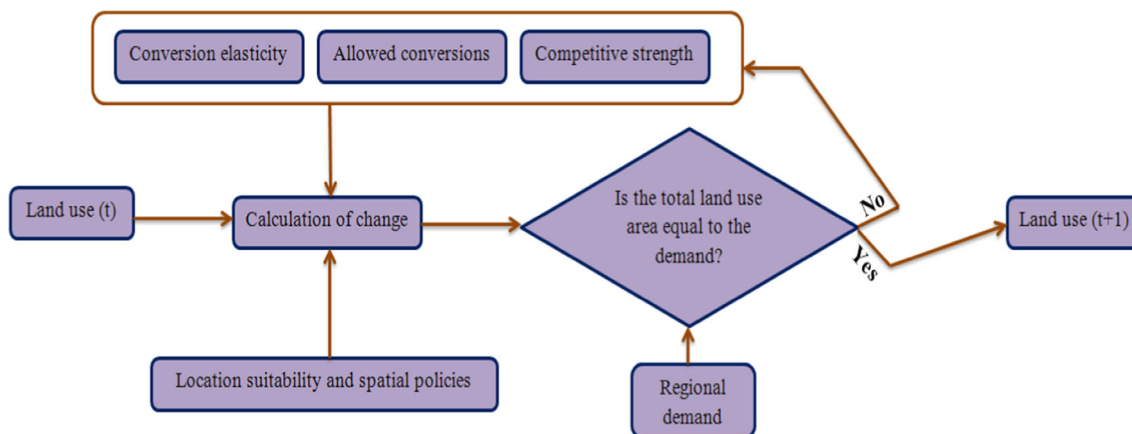 Conversion elasticity
Allowed conversions
Competitive strength
Land use (t)
Calculation of change
Is the total land use
area equal to the
demand?
No
Yes
Land use (t+1)
Location suitability and spatial policies
Regional
demand